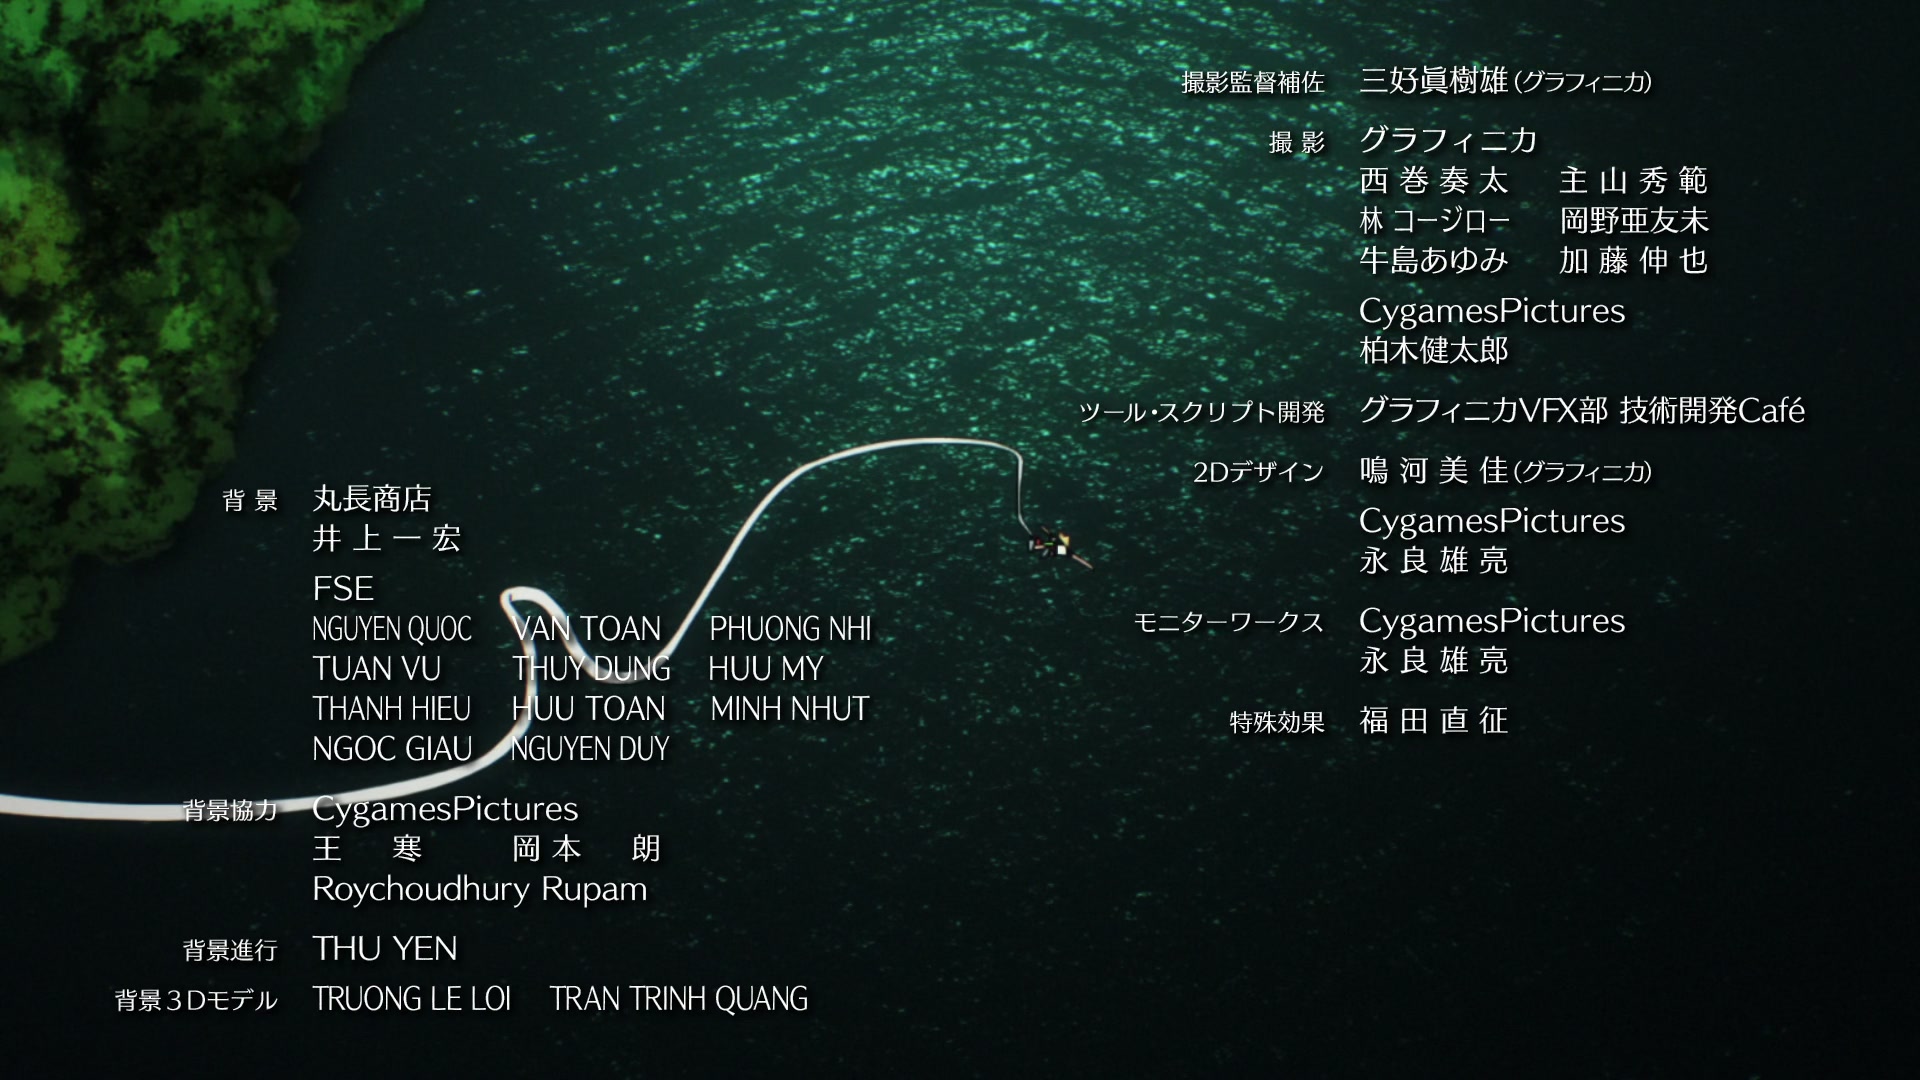 背景 丸長商店
井上一宏
FSE
NGUYEN QUOC VAN TOAN PHUONG NHI
TUAN VU THUY DUNG HUU MY
THANH HIEU HUU TOAN MINH NHUT
NGOC GIAU NGUYEN DUY
背景協力 CygamesPictures
王 寒 岡本 朗
Roychoudhury Rupam
背景進行 THU YEN
背景3Dモデル TRUONG LE LOI TRAN TRINH QUANG
撮影監督補佐 三好眞樹雄(グラフィニカ)
撮影 グラフィニカ
西巻奏太 主山秀範
林コージロー 岡野亜友未
牛島あゆみ 加藤伸也
CygamesPictures
柏木健太郎
ツール・スクリプト開発 グラフィニカVFX部 技術開発Café
2Dデザイン 鳴河美佳(グラフィニカ)
CygamesPictures
永良雄亮
モニターワークス CygamesPictures
永良雄亮
特殊効果 福田直征